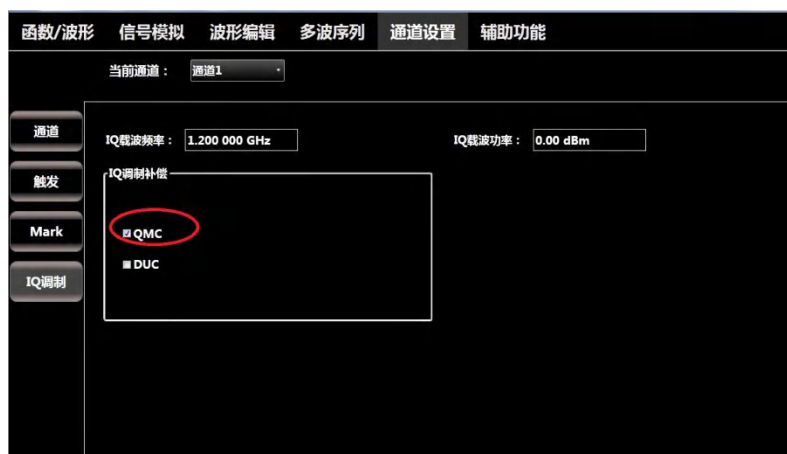 函数/波形 信号模拟 波形编辑 多波序列 通道设置 辅助功能
当前通道： 通道1
通道
IQ载波频率： 1.200 000 GHz IQ载波功率： 0.00 dBm
触发
IQ调制补偿
Mark
QMC
DUC
IQ调制